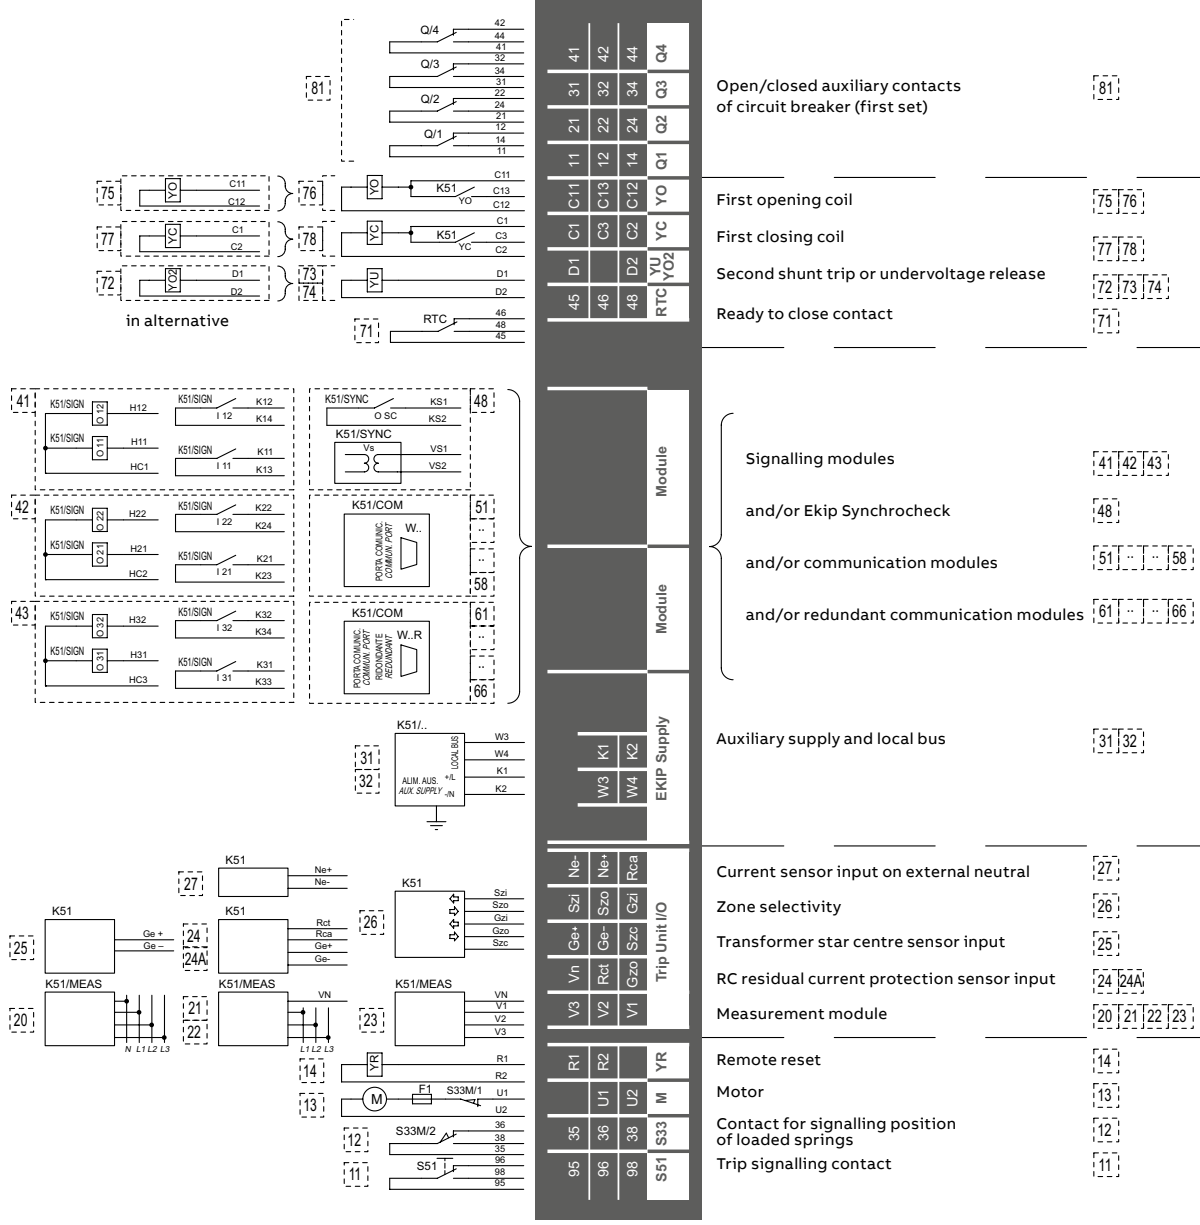 Q/4
42
44
41
Q/3
32
34
31
Q/2
22
24
21
Q/1
12
14
11
81
41 42 44 Q4
31 32 34 Q3
21 22 24 Q2
11 12 14 Q1
Open/closed auxiliary contacts
of circuit breaker (first set)
81
75
YO
C11
C12
76
YO
K51
YO
C11
C13
C12
C11 C13 C12 YO
First opening coil
75 76
77
YC
C1
C2
78
YC
K51
YC
C1
C3
C2
C1 C3 C2 YC
First closing coil
77 78
72
YO2
D1
D2
73
74
YU
D1
D2
D1 D2 YU
YO2
Second shunt trip or undervoltage release
72 73 74
in alternative
71
RTC
46
48
45
45 46 48 RTC
Ready to close contact
71
41
K51/SIGN
O 12
H12
K51/SIGN
O 11
H11
HC1
K51/SIGN
I 12
K12
K14
K51/SIGN
I 11
K11
K13
K51/SYNC
O SC
KS1
KS2
48
K51/SYNC
Vs
VS1
VS2
42
K51/SIGN
O 22
H22
K51/SIGN
O 21
H21
HC2
K51/SIGN
I 22
K22
K24
K51/SIGN
I 21
K21
K23
K51/COM
PORTA COMUNIC.
COMMUN. PORT
W..
51
..
..
58
43
K51/SIGN
O 32
H32
K51/SIGN
O 31
H31
HC3
K51/SIGN
I 32
K32
K34
K51/SIGN
I 31
K31
K33
K51/COM
PORTA COMUNIC.
COMMUN. PORT
RIDONDANTE
REDUNDANT
W..R
61
..
..
66
Module
Module
Signalling modules
41 42 43
and/or Ekip Synchrocheck
48
and/or communication modules
51 .. .. 58
and/or redundant communication modules
61 .. .. 66
31
32
K51/..
LOCAL BUS
ALIM. AUS. +/L
AUX. SUPPLY -/N
W3
W4
K1
K2
K1 K2
W3 W4
EKIP Supply
Auxiliary supply and local bus
31 32
27
K51
Ne+
Ne-
25
K51
Ge +
Ge –
24
24A
K51
Rct
Rca
Ge+
Ge-
26
K51
Szi
Szo
Gzi
Gzo
Szc
20
K51/MEAS
N L1 L2 L3
21
22
K51/MEAS
VN
L1 L2 L3
23
K51/MEAS
VN
V1
V2
V3
Ne- Ne+ Rca
Szi Szo Gzi
Ge+ Ge- Szc
Vn Rct Gzo
V3 V2 V1
Trip Unit I/O
Current sensor input on external neutral
27
Zone selectivity
26
Transformer star centre sensor input
25
RC residual current protection sensor input
24 24A
Measurement module
20 21 22 23
14
YR
R1
R2
R1 R2 YR
Remote reset
14
13
M
F1
S33M/1
U1
U2
U1 U2 M
Motor
13
12
S33M/2
36
38
35
35 36 38 S33
Contact for signalling position
of loaded springs
12
11
S51
96
98
95
95 96 98 S51
Trip signalling contact
11